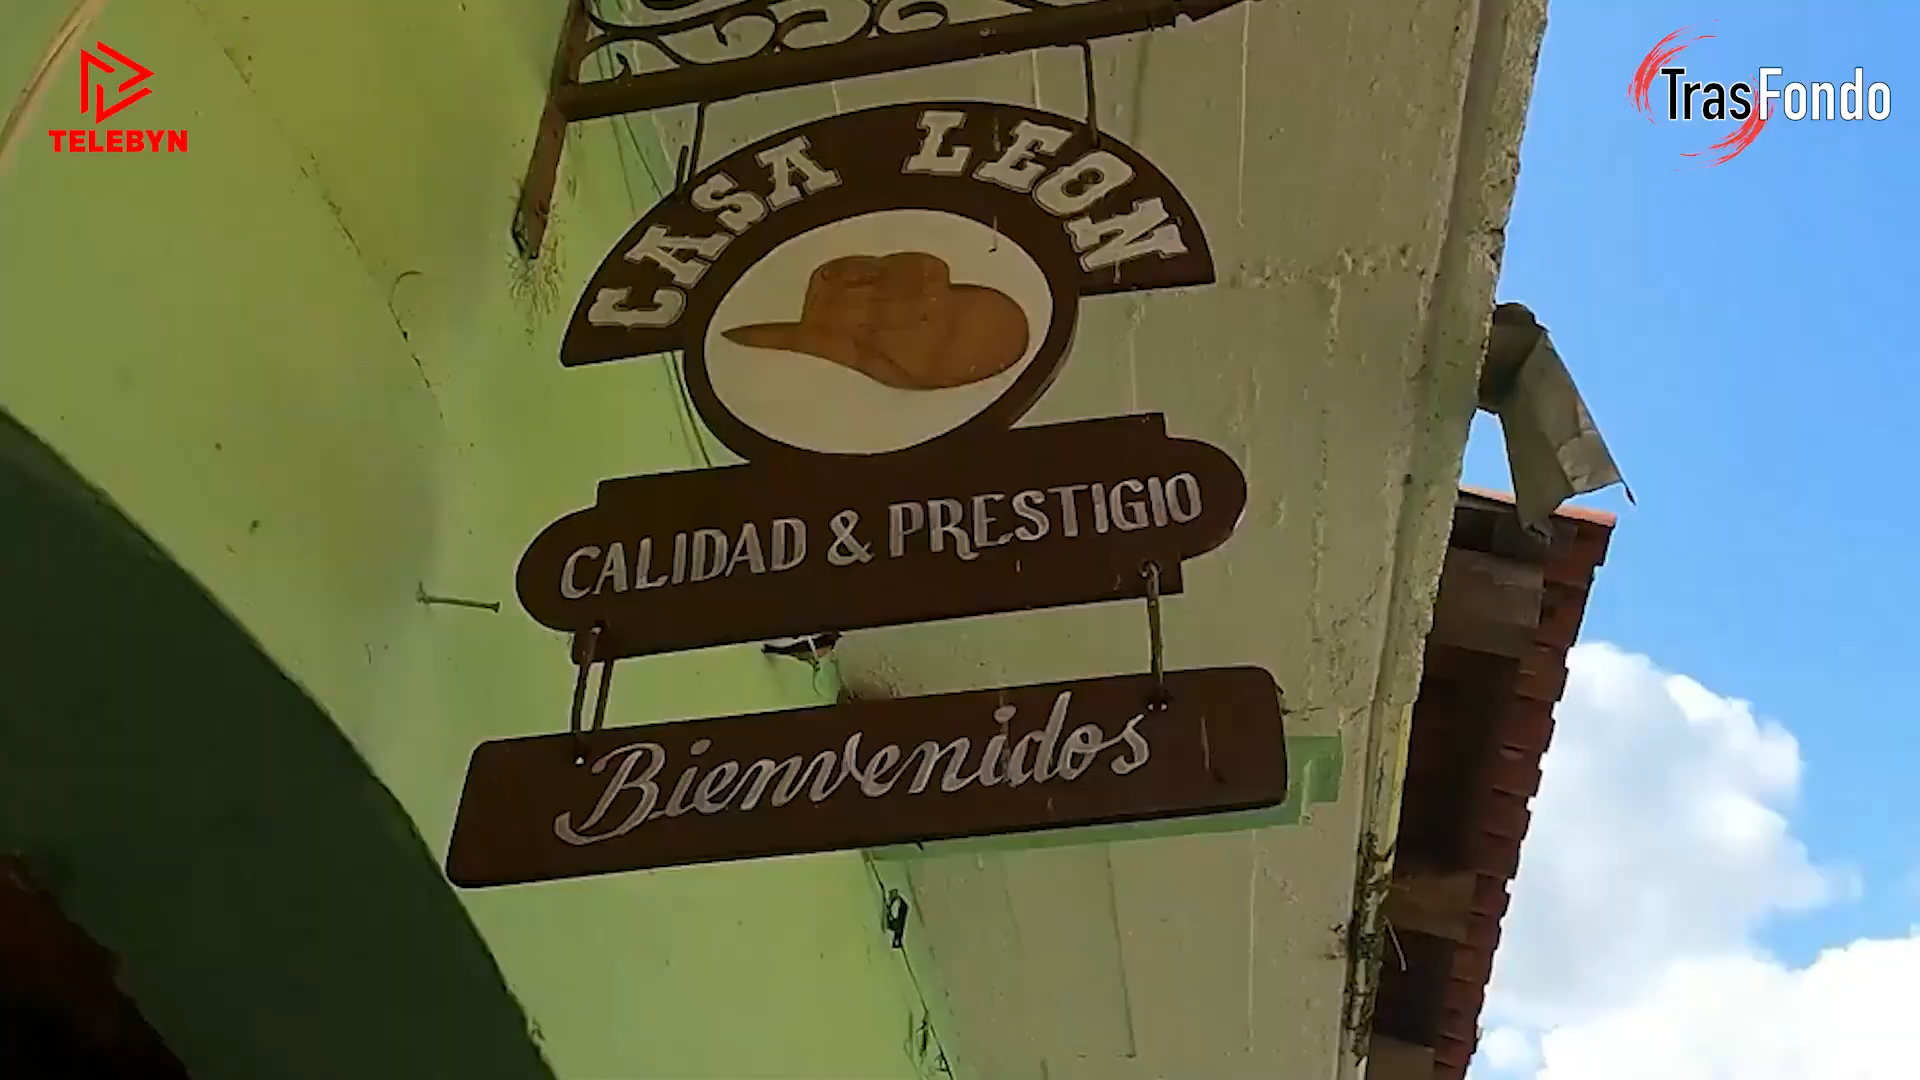 TELEBYN
TrasFondo
CASA LEON
CALIDAD & PRESTIGIO
Bienvenidos